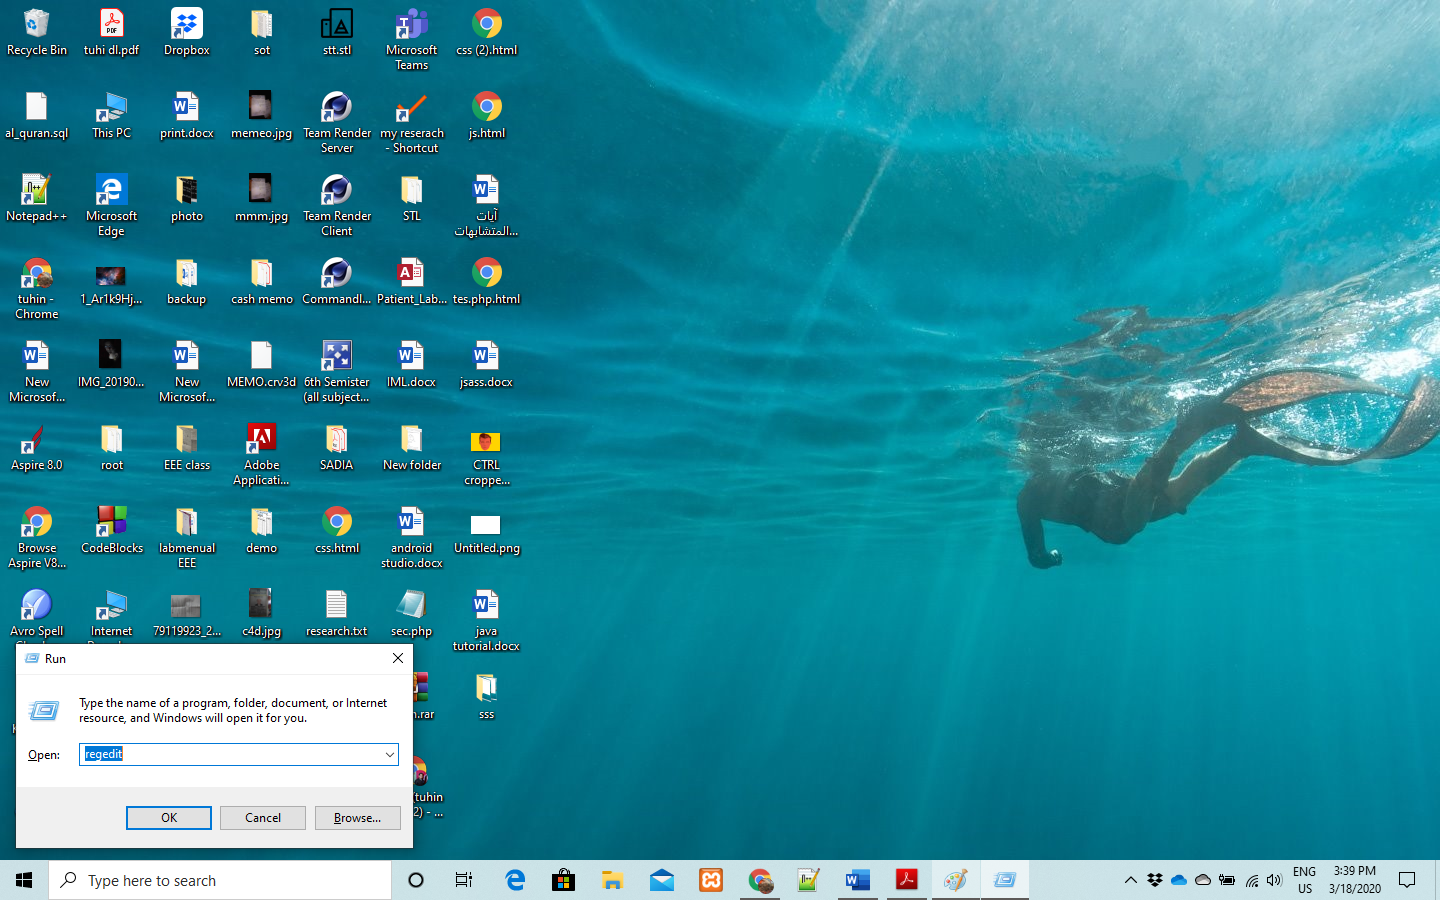 Recycle Bin
tuhi dl.pdf
Dropbox
sot
stt.stl
Microsoft
Teams
css (2).html
al_quran.sql
This PC
print.docx
memeo.jpg
Team Render
Server
my reserach
- Shortcut
js.html
Notepad++
Microsoft
Edge
photo
mmm.jpg
Team Render
Client
STL
آيات
المتشابهات...
tuhin -
Chrome
1_Ar1k9Hj...
backup
cash memo
Commandl...
Patient_Lab...
tes.php.html
New
Microsof...
IMG_20190...
New
Microsof...
MEMO.crv3d
6th Semister
(all subject...
IML.docx
jsass.docx
Aspire 8.0
root
EEE class
Adobe
Applicati...
SADIA
New folder
CTRL
croppe...
Browse
Aspire V8...
CodeBlocks
labmenual
EEE
demo
css.html
android
studio.docx
Untitled.png
Avro Spell
Internet
79119923_2...
c4d.jpg
research.txt
sec.php
java
tutorial.docx
Run
Type the name of a program, folder, document, or Internet
resource, and Windows will open it for you.
Open:
regedit
OK
Cancel
Browse...
.rar
sss
(tuhin
2) - ...
Type here to search
ENG
US
3:39 PM
3/18/2020